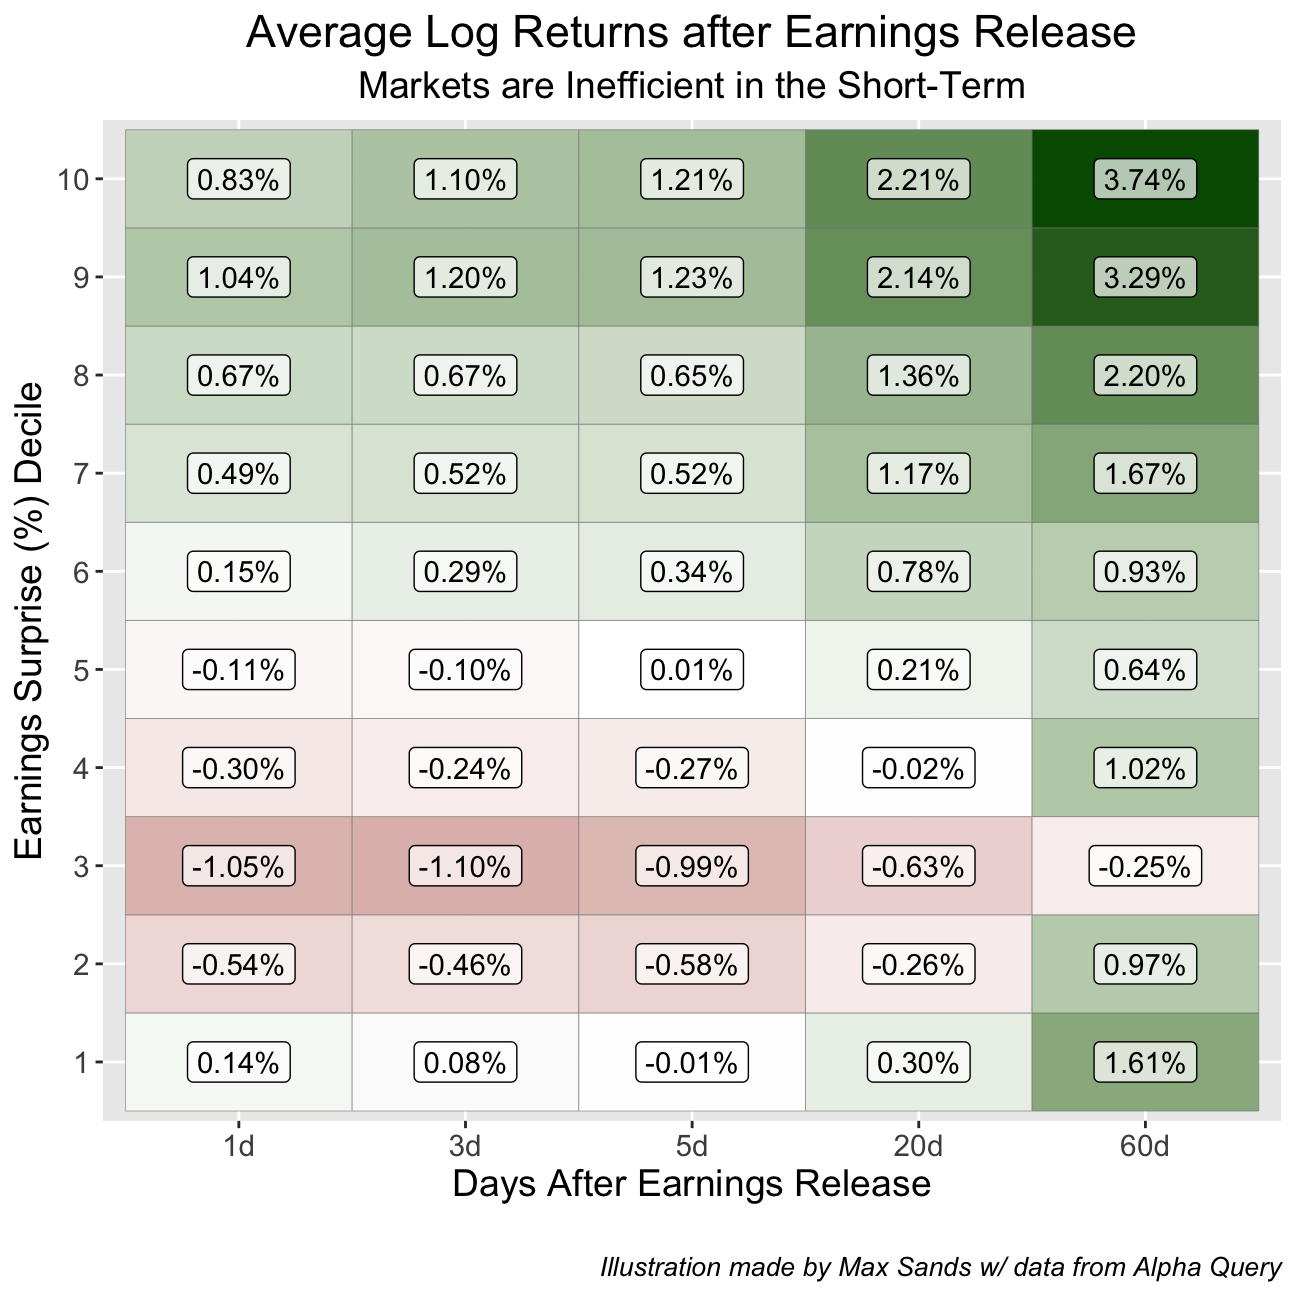 Average Log Returns after Earnings Release
Markets are Inefficient in the Short-Term
Earnings Surprise (%) Decile
10 0.83% 1.10% 1.21% 2.21% 3.74%
9 1.04% 1.20% 1.23% 2.14% 3.29%
8 0.67% 0.67% 0.65% 1.36% 2.20%
7 0.49% 0.52% 0.52% 1.17% 1.67%
6 0.15% 0.29% 0.34% 0.78% 0.93%
5 -0.11% -0.10% 0.01% 0.21% 0.64%
4 -0.30% -0.24% -0.27% -0.02% 1.02%
3 -1.05% -1.10% -0.99% -0.63% -0.25%
2 -0.54% -0.46% -0.58% -0.26% 0.97%
1 0.14% 0.08% -0.01% 0.30% 1.61%
1d 3d 5d 20d 60d
Days After Earnings Release
Illustration made by Max Sands w/ data from Alpha Query